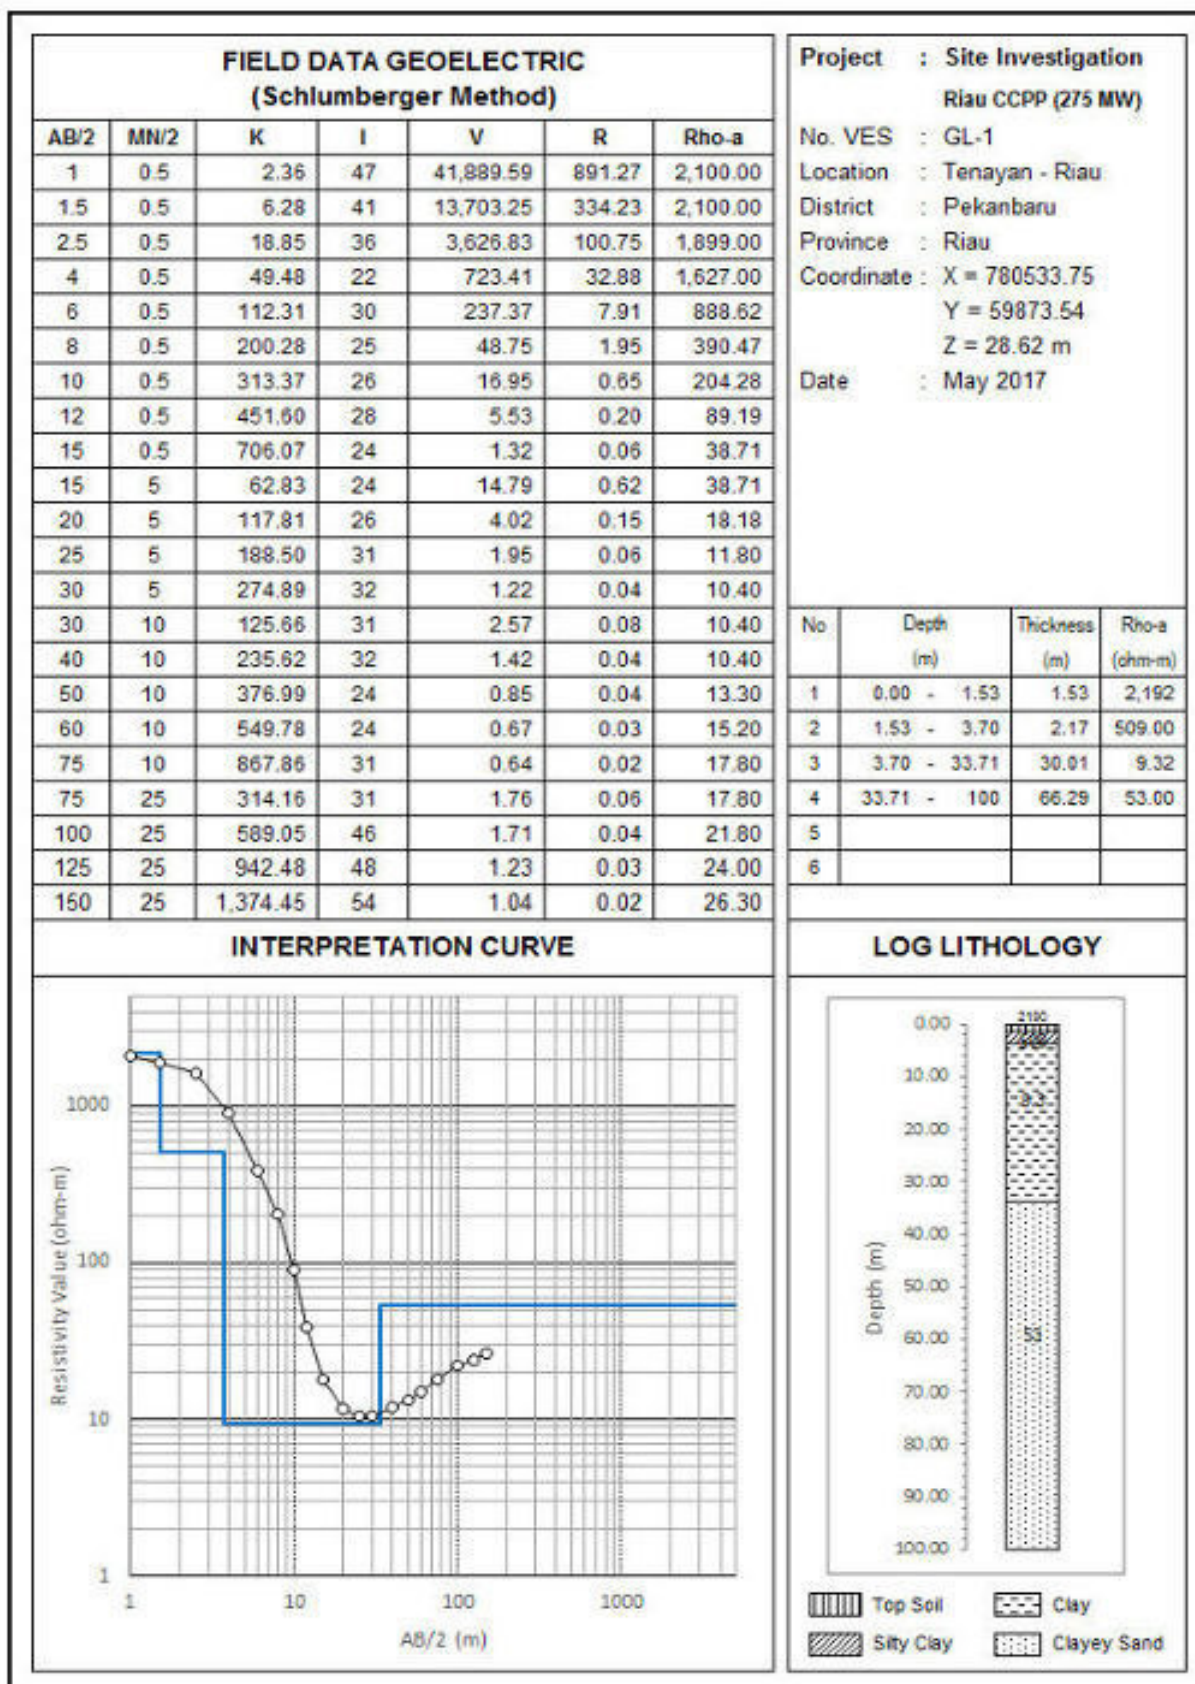 FIELD DATA GEOELECTRIC
(Schlumberger Method)
AB/2 MN/2 K I V R Rho-a
1 0.5 2.36 47 41,889.59 891.27 2,100.00
1.5 0.5 6.28 41 13,703.25 334.23 2,100.00
2.5 0.5 18.85 36 3,626.83 100.75 1,899.00
4 0.5 49.48 22 723.41 32.88 1,627.00
6 0.5 112.31 30 237.37 7.91 888.62
8 0.5 200.28 25 48.75 1.95 390.47
10 0.5 313.37 26 16.95 0.65 204.28
12 0.5 451.60 28 5.53 0.20 89.19
15 0.5 706.07 24 1.32 0.06 38.71
15 5 62.83 24 14.79 0.62 38.71
20 5 117.81 26 4.02 0.15 18.18
25 5 188.50 31 1.95 0.06 11.80
30 5 274.89 32 1.22 0.04 10.40
30 10 125.66 31 2.57 0.08 10.40
40 10 235.62 32 1.42 0.04 10.40
50 10 376.99 24 0.85 0.04 13.30
60 10 549.78 24 0.67 0.03 15.20
75 10 867.86 31 0.64 0.02 17.80
75 25 314.16 31 1.76 0.06 17.80
100 25 589.05 46 1.71 0.04 21.80
125 25 942.48 48 1.23 0.03 24.00
150 25 1,374.45 54 1.04 0.02 26.30
Project : Site Investigation
Riau CCPP (275 MW)
No. VES : GL-1
Location : Tenayan - Riau
District : Pekanbaru
Province : Riau
Coordinate : X = 780533.75
Y = 59873.54
Z = 28.62 m
Date : May 2017
No Depth Thickness Rho-a
(m) (m) (ohm-m)
1 0.00 - 1.53 1.53 2,192
2 1.53 - 3.70 2.17 509.00
3 3.70 - 33.71 30.01 9.32
4 33.71 - 100 66.29 53.00
5
6
INTERPRETATION CURVE
Resistivity Value (ohm-m)
1000
100
10
1
1 10 100 1000
AB/2 (m)
LOG LITHOLOGY
Depth (m)
0.00
10.00
20.00
30.00
40.00
50.00
60.00
70.00
80.00
90.00
100.00
2190
9.3
53
Top Soil Clay
Silty Clay Clayey Sand